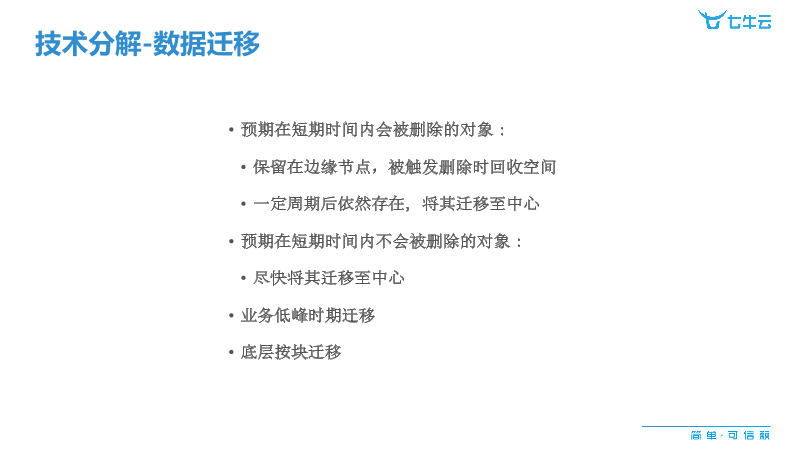 七牛云
技术分解-数据迁移
• 预期在短期时间内会被删除的对象：
• 保留在边缘节点，被触发删除时回收空间
• 一定周期后依然存在，将其迁移至中心
• 预期在短期时间内不会被删除的对象：
• 尽快将其迁移至中心
• 业务低峰时期迁移
• 底层按块迁移
简单·可信赖